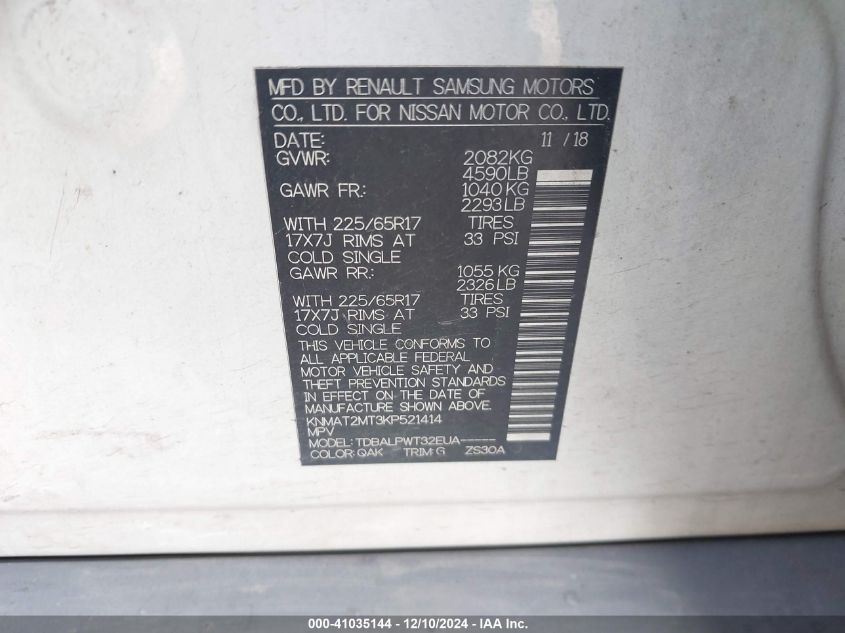 MFD BY RENAULT SAMSUNG MOTORS
CO., LTD. FOR NISSAN MOTOR CO., LTD.
DATE: 11 / 18
GVWR: 2082KG
4590LB
GAWR FR.: 1040KG
2293LB
WITH 225/65R17 TIRES
17X7J RIMS AT 33 PSI
COLD SINGLE
GAWR RR.: 1055KG
2326LB
WITH 225/65R17 TIRES
17X7J RIMS AT 33 PSI
COLD SINGLE
THIS VEHICLE CONFORMS TO
ALL APPLICABLE FEDERAL
MOTOR VEHICLE SAFETY AND
THEFT PREVENTION STANDARDS
IN EFFECT ON THE DATE OF
MANUFACTURE SHOWN ABOVE.
KNMAT2MT3KP521414
MPV
MODEL: TDBALPWT32EUA-----
COLOR: QAK TRIM: G ZS30A
000-41035144 - 12/10/2024 - IAA Inc.